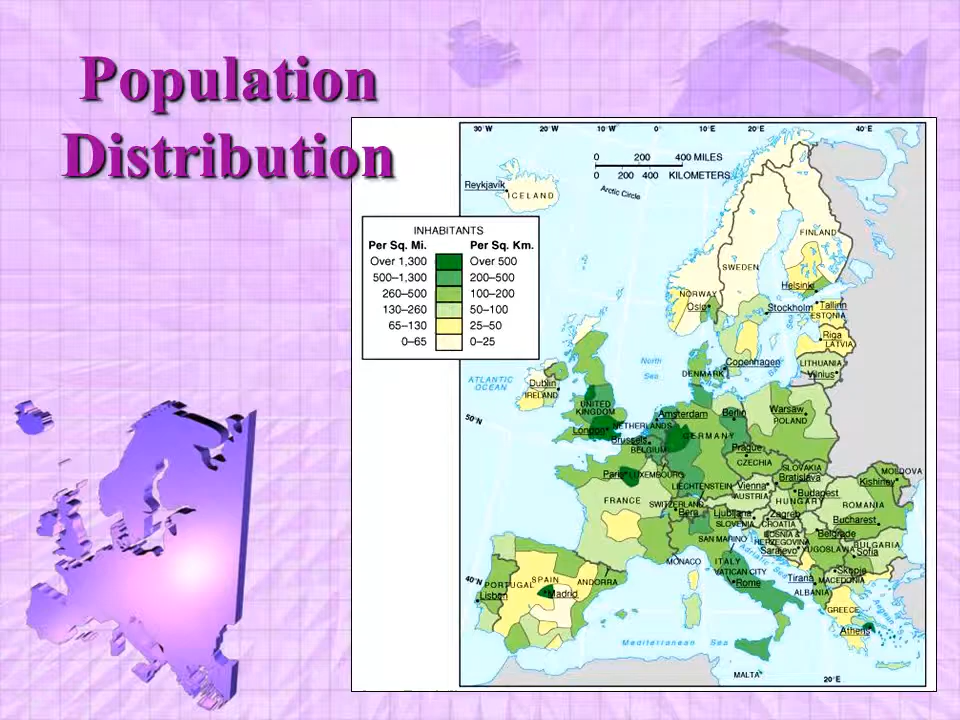 Population
Distribution
30°W 20°W 10°W 0° 10°E 20°E 40°E
0 200 400 MILES
0 200 400 KILOMETERS
Arctic Circle
Reykjavík
ICELAND
INHABITANTS
Per Sq. Mi. Per Sq. Km.
Over 1,300 Over 500
500–1,300 200–500
260–500 100–200
130–260 50–100
65–130 25–50
0–65 0–25
FINLAND
SWEDEN
Helsinki
NORWAY
Oslo
Stockholm
Tallinn
ESTONIA
Sea
Riga
LATVIA
North
Sea
Copenhagen
LITHUANIA
Vilnius
DENMARK
ATLANTIC
OCEAN
Dublin
IRELAND
50°N
UNITED
KINGDOM
London
Amsterdam
NETHERLANDS
Berlin
Warsaw
POLAND
Brussels
BELGIUM
GERMANY
Prague
CZECHIA
SLOVAKIA
Bratislava
MOLDOVA
Kishinev
Paris
LUXEMBOURG
LIECHTENSTEIN
Vienna
AUSTRIA
Budapest
HUNGARY
ROMANIA
FRANCE
SWITZERLAND
Bern
Ljubljana
SLOVENIA
Zagreb
CROATIA
Bucharest
SAN MARINO
BOSNIA &
HERZEGOVINA
Belgrade
Sarajevo
YUGOSLAVIA
BULGARIA
Sofia
MONACO
ITALY
Adriatic
VATICAN CITY
Rome
Skopje
Tirana
MACEDONIA
ALBANIA
40°N
PORTUGAL
SPAIN
ANDORRA
Lisbon
Madrid
GREECE
Aegean
Sea
Athens
Mediterranean Sea
MALTA
20°E